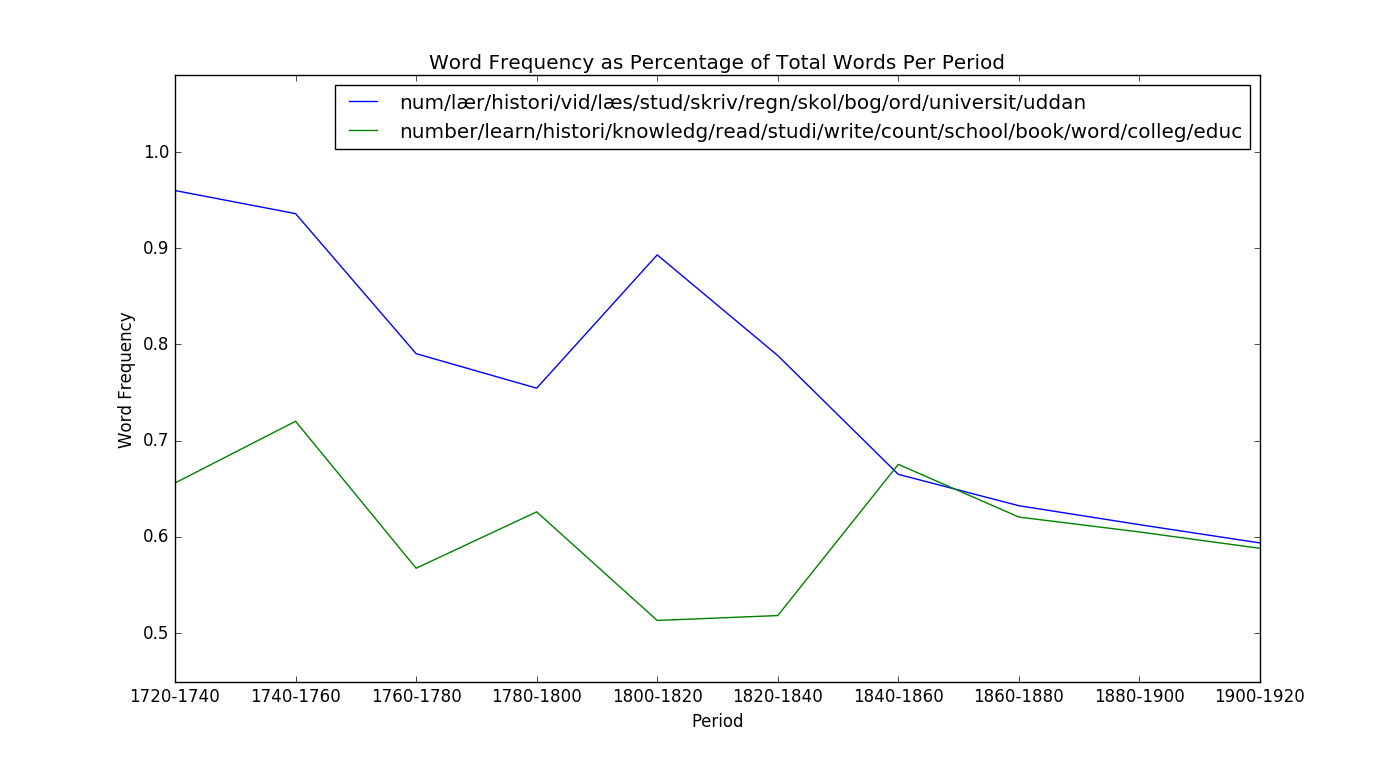 Word Frequency as Percentage of Total Words Per Period
num/lær/histori/vid/læs/stud/skriv/regn/skol/bog/ord/universit/uddan
number/learn/histori/knowledg/read/studi/write/count/school/book/word/colleg/educ
1.0
0.9
0.8
0.7
0.6
0.5
Word Frequency
1720-1740 1740-1760 1760-1780 1780-1800 1800-1820 1820-1840 1840-1860 1860-1880 1880-1900 1900-1920
Period